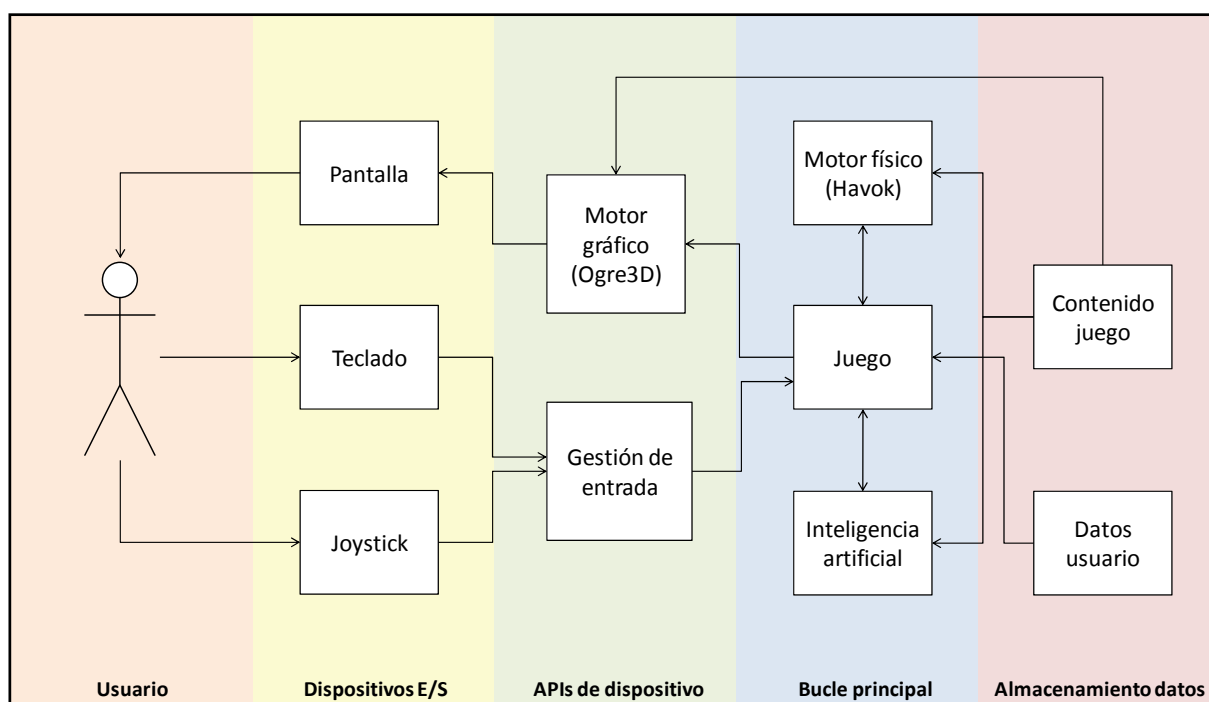 Pantalla
Teclado
Joystick
Motor
gráfico
(Ogre3D)
Gestión de
entrada
Motor físico
(Havok)
Juego
Inteligencia
artificial
Contenido
juego
Datos
usuario
Usuario
Dispositivos E/S
APIs de dispositivo
Bucle principal
Almacenamiento datos